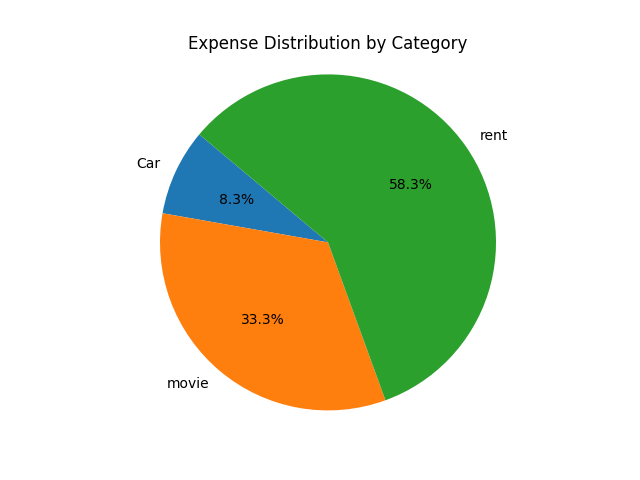 Expense Distribution by Category
rent
Car
58.3%
8.3%
33.3%
movie